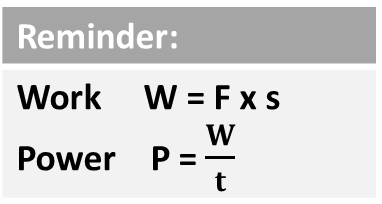 Reminder:
Work W = F x s
Power P = W/t